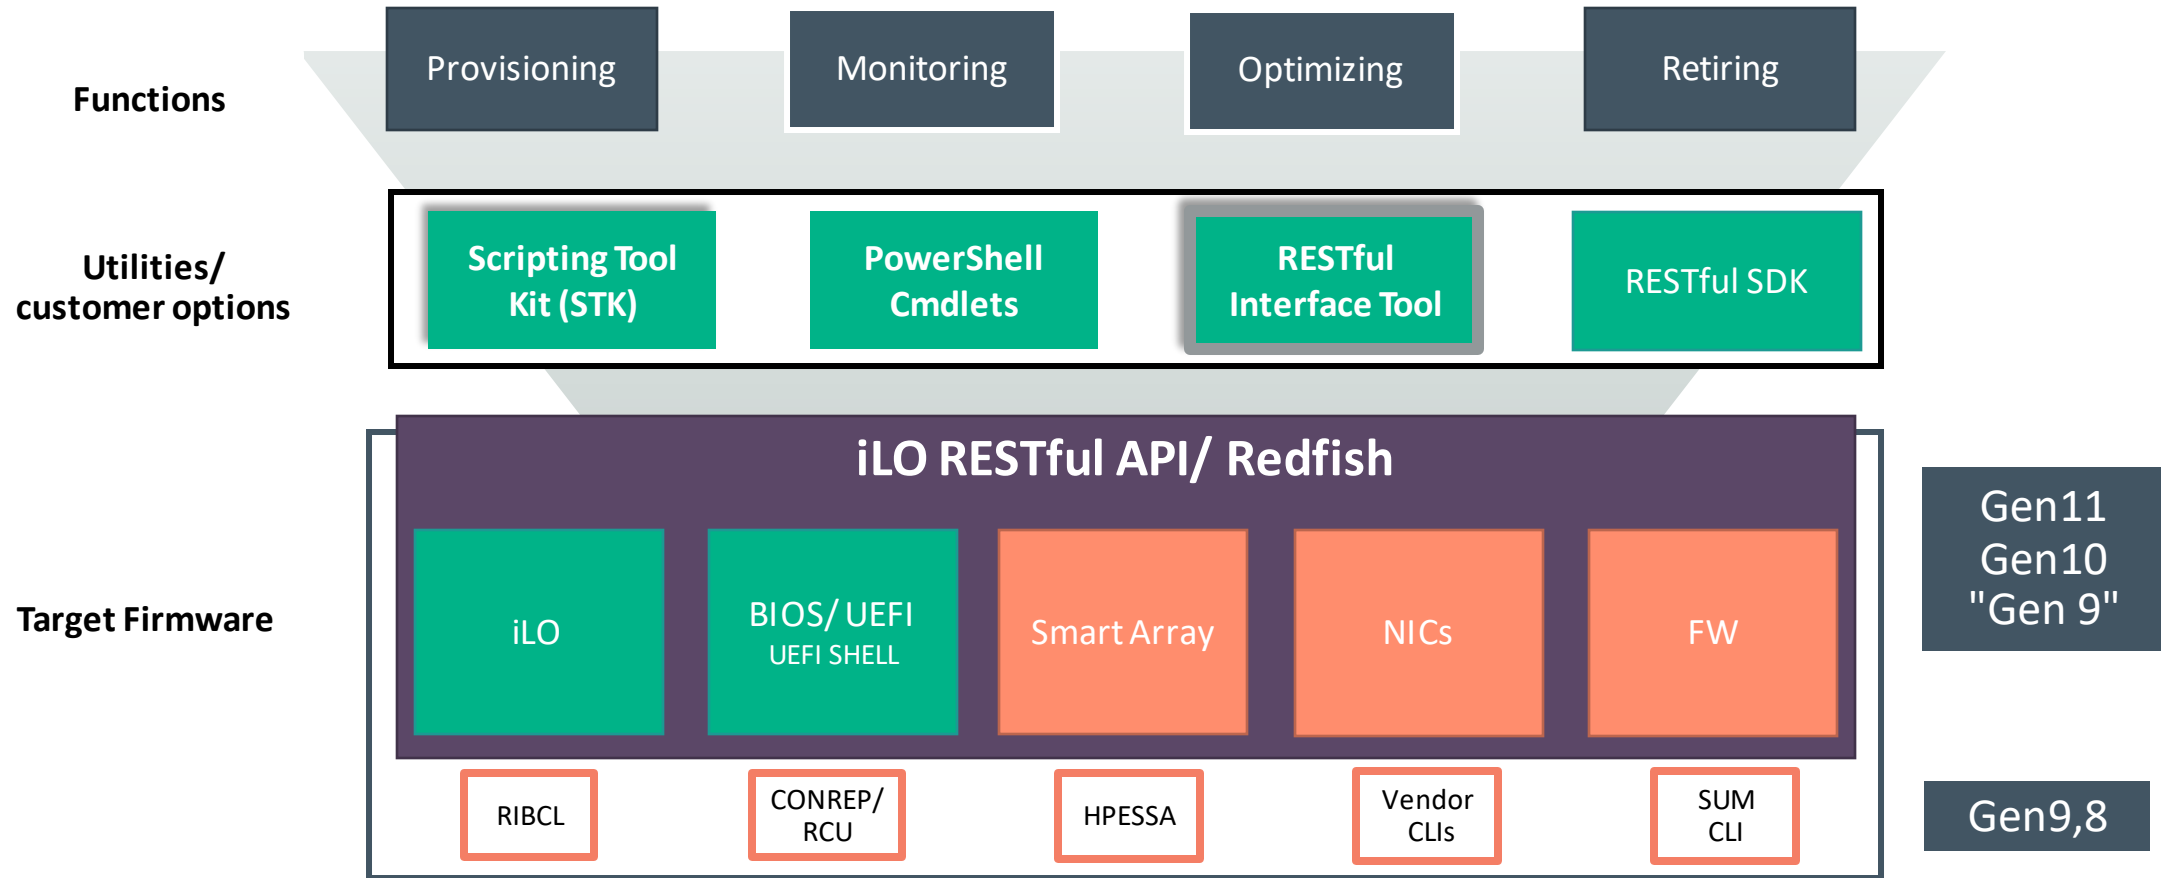 Functions
Provisioning
Monitoring
Optimizing
Retiring
Utilities/
customer options
Scripting Tool
Kit (STK)
PowerShell
Cmdlets
RESTful
Interface Tool
RESTful SDK
iLO RESTful API/ Redfish
Target Firmware
iLO
BIOS/ UEFI
UEFI SHELL
Smart Array
NICs
FW
Gen11
Gen10
"Gen 9"
RIBCL
CONREP/
RCU
HPESSA
Vendor
CLIs
SUM
CLI
Gen9,8